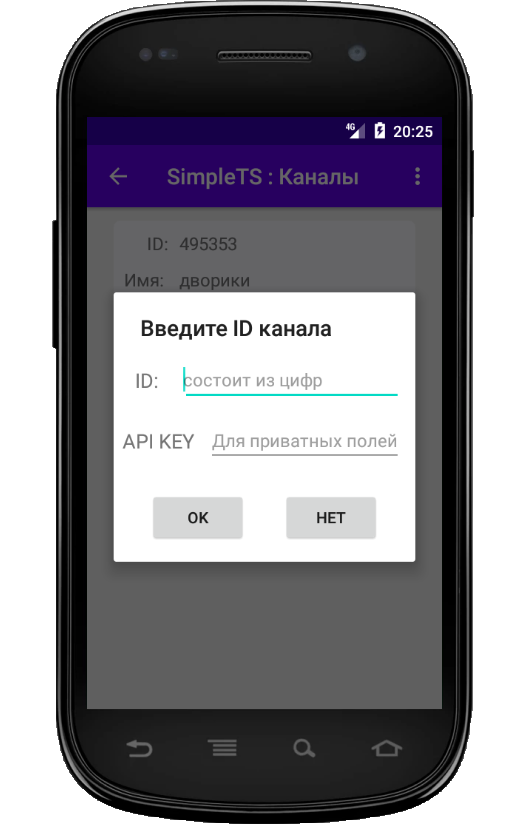 4G 20:25
SimpleTS : Каналы
ID: 495353
Имя: дворики
Введите ID канала
ID: состоит из цифр
API KEY Для приватных полей
OK НЕТ